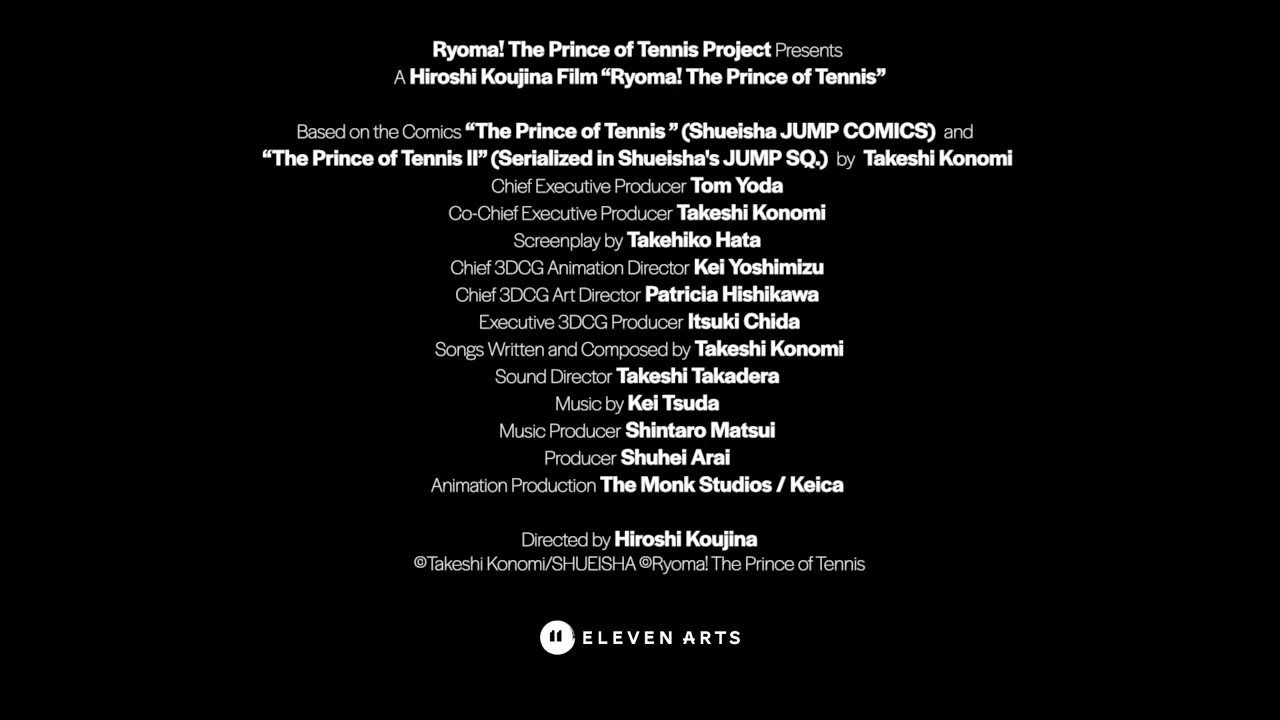 Ryoma! The Prince of Tennis Project Presents
A Hiroshi Koujina Film “Ryoma! The Prince of Tennis”
Based on the Comics “The Prince of Tennis ” (Shueisha JUMP COMICS) and
“The Prince of Tennis II” (Serialized in Shueisha's JUMP SQ.) by Takeshi Konomi
Chief Executive Producer Tom Yoda
Co-Chief Executive Producer Takeshi Konomi
Screenplay by Takehiko Hata
Chief 3DCG Animation Director Kei Yoshimizu
Chief 3DCG Art Director Patricia Hishikawa
Executive 3DCG Producer Itsuki Chida
Songs Written and Composed by Takeshi Konomi
Sound Director Takeshi Takadera
Music by Kei Tsuda
Music Producer Shintaro Matsui
Producer Shuhei Arai
Animation Production The Monk Studios / Keica
Directed by Hiroshi Koujina
©Takeshi Konomi/SHUEISHA ©Ryoma! The Prince of Tennis
11 ELEVEN ARTS